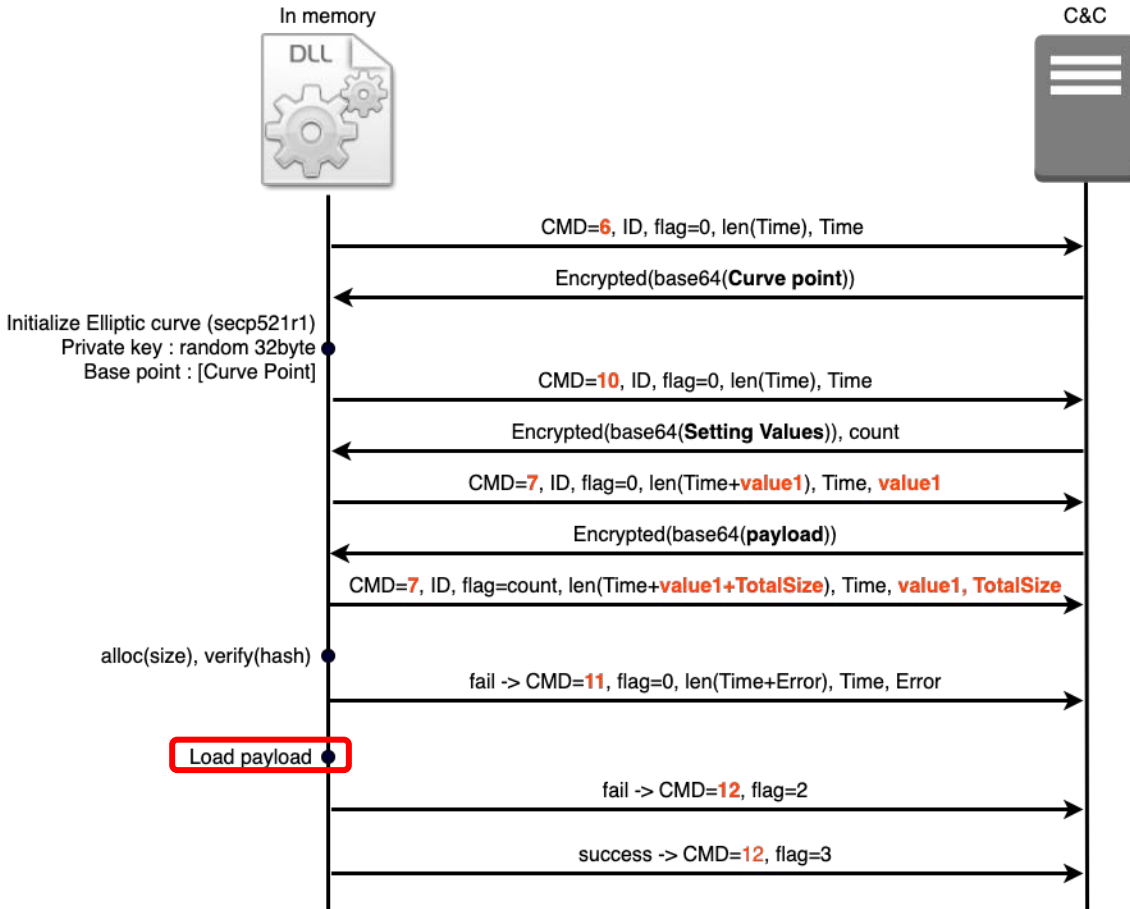 In memory
C&C
DLL
CMD=6, ID, flag=0, len(Time), Time
Encrypted(base64(Curve point))
Initialize Elliptic curve (secp521r1)
Private key : random 32byte
Base point : [Curve Point]
CMD=10, ID, flag=0, len(Time), Time
Encrypted(base64(Setting Values)), count
CMD=7, ID, flag=0, len(Time+value1), Time, value1
Encrypted(base64(payload))
CMD=7, ID, flag=count, len(Time+value1+TotalSize), Time, value1, TotalSize
alloc(size), verify(hash)
fail -> CMD=11, flag=0, len(Time+Error), Time, Error
Load payload
fail -> CMD=12, flag=2
success -> CMD=12, flag=3